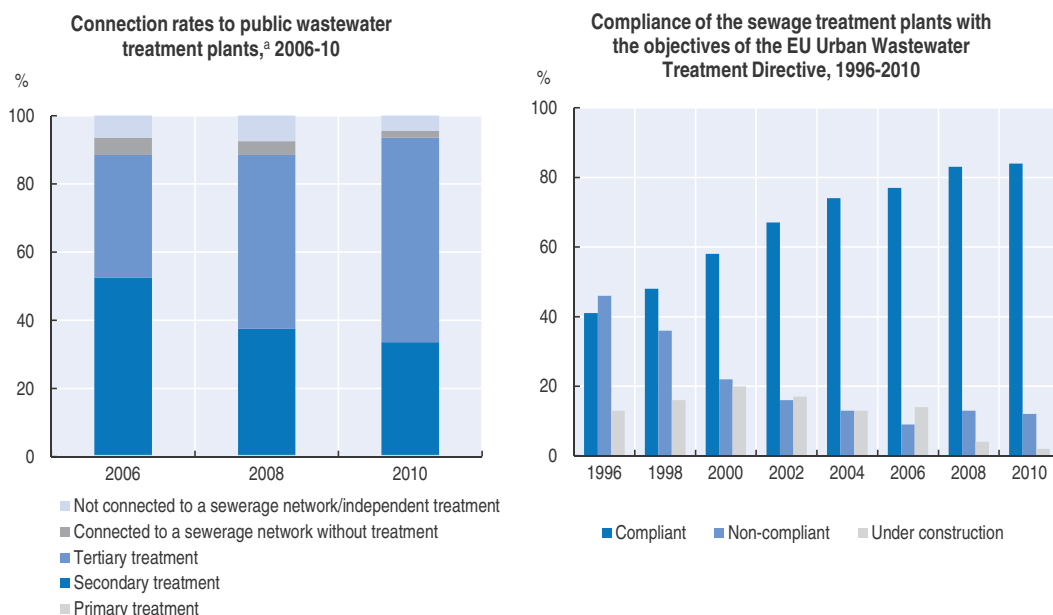 Connection rates to public wastewater
treatment plants,ᵃ 2006-10
%
100
80
60
40
20
0
2006 2008 2010
Not connected to a sewerage network/independent treatment
Connected to a sewerage network without treatment
Tertiary treatment
Secondary treatment
Primary treatment
Compliance of the sewage treatment plants with
the objectives of the EU Urban Wastewater
Treatment Directive, 1996-2010
%
100
80
60
40
20
0
1996 1998 2000 2002 2004 2006 2008 2010
Compliant Non-compliant Under construction